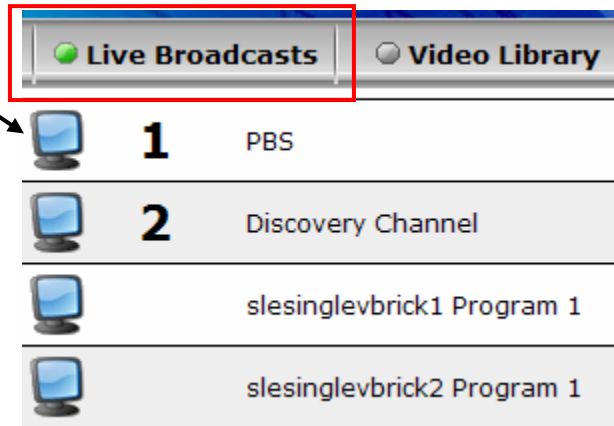 Live Broadcasts Video Library
1 PBS
2 Discovery Channel
slesinglevbrick1 Program 1
slesinglevbrick2 Program 1